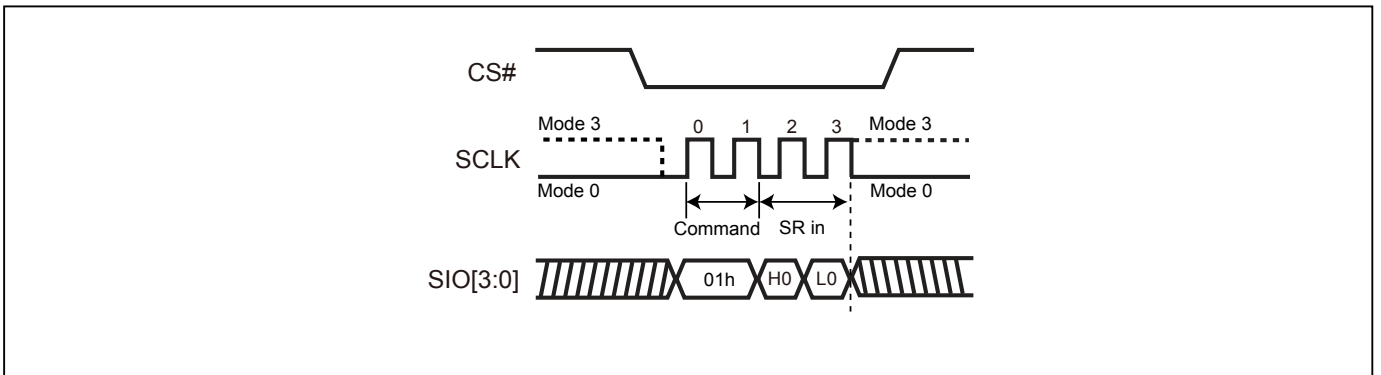 CS#
Mode 3 0 1 2 3 Mode 3
SCLK
Mode 0 Mode 0
Command SR in
SIO[3:0] 01h H0 L0